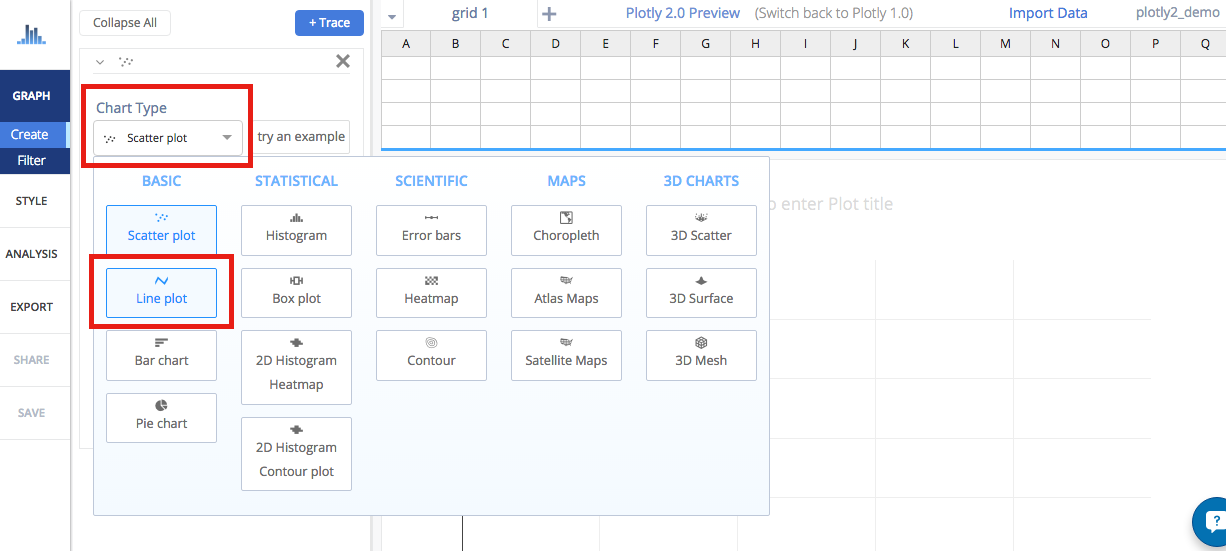 Collapse All
+ Trace
grid 1
Plotly 2.0 Preview (Switch back to Plotly 1.0)
Import Data
plotly2_demo
A B C D E F G H I J K L M N O P Q
GRAPH
Create
Filter
STYLE
ANALYSIS
EXPORT
SHARE
SAVE
Chart Type
Scatter plot
try an example
BASIC
Scatter plot
Line plot
Bar chart
Pie chart
STATISTICAL
Histogram
Box plot
2D Histogram
Heatmap
2D Histogram
Contour plot
SCIENTIFIC
Error bars
Heatmap
Contour
MAPS
Choropleth
Atlas Maps
Satellite Maps
3D CHARTS
3D Scatter
3D Surface
3D Mesh
enter Plot title